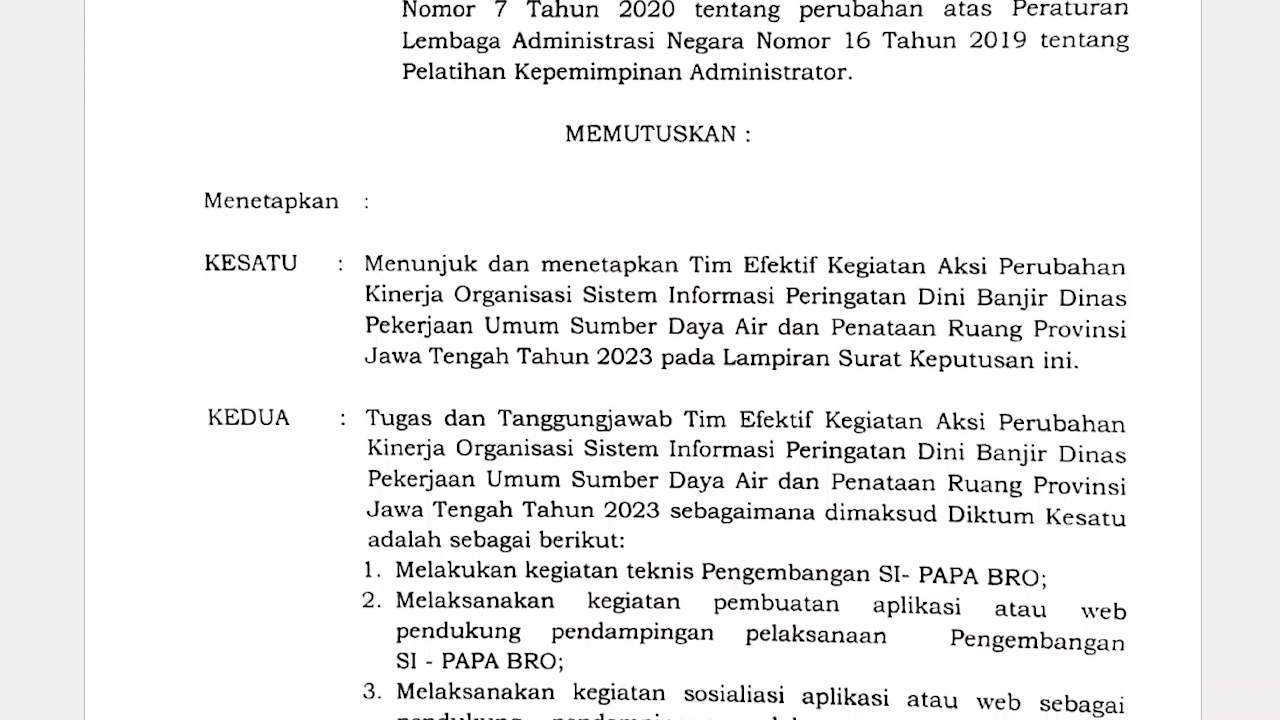 Nomor 7 Tahun 2020 tentang perubahan atas Peraturan
Lembaga Administrasi Negara Nomor 16 Tahun 2019 tentang
Pelatihan Kepemimpinan Administrator.
MEMUTUSKAN :
Menetapkan :
KESATU : Menunjuk dan menetapkan Tim Efektif Kegiatan Aksi Perubahan
Kinerja Organisasi Sistem Informasi Peringatan Dini Banjir Dinas
Pekerjaan Umum Sumber Daya Air dan Penataan Ruang Provinsi
Jawa Tengah Tahun 2023 pada Lampiran Surat Keputusan ini.
KEDUA : Tugas dan Tanggungjawab Tim Efektif Kegiatan Aksi Perubahan
Kinerja Organisasi Sistem Informasi Peringatan Dini Banjir Dinas
Pekerjaan Umum Sumber Daya Air dan Penataan Ruang Provinsi
Jawa Tengah Tahun 2023 sebagaimana dimaksud Diktum Kesatu
adalah sebagai berikut:
1. Melakukan kegiatan teknis Pengembangan SI- PAPA BRO;
2. Melaksanakan kegiatan pembuatan aplikasi atau web
pendukung pendampingan pelaksanaan Pengembangan
SI - PAPA BRO;
3. Melaksanakan kegiatan sosialiasi aplikasi atau web sebagai